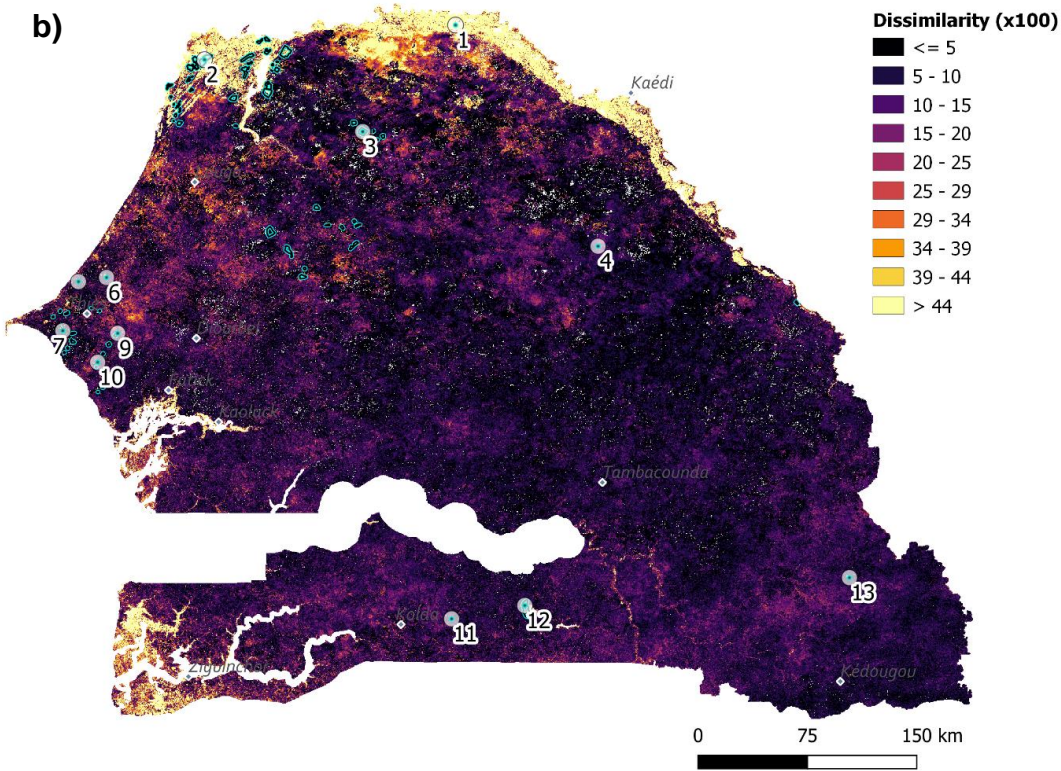 b)
Dissimilarity (x100)
<= 5
5 - 10
10 - 15
15 - 20
20 - 25
25 - 29
29 - 34
34 - 39
39 - 44
> 44
1
2
Kaédi
3
4
6
7
9
10
Kaolack
Tambacounda
13
12
Kolda
11
Ziguinchor
Kédougou
0 75 150 km